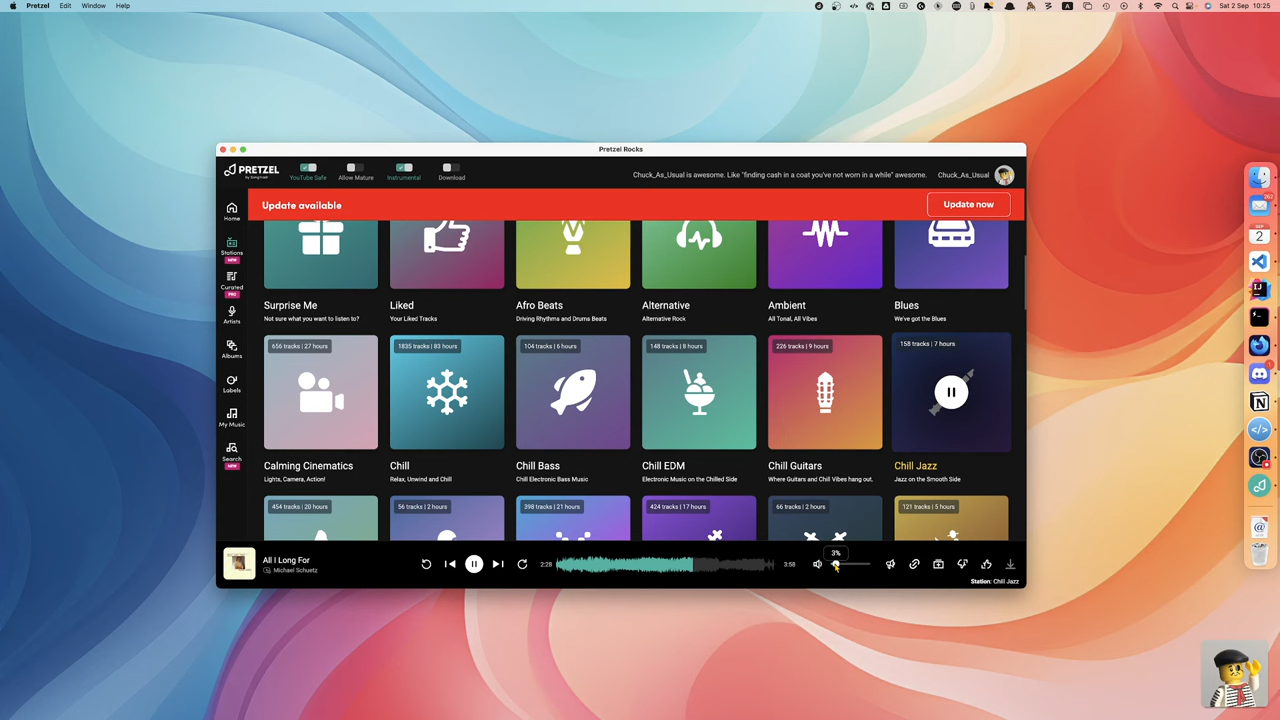 Pretzel Edit Window Help
Sat 2 Sep 10:25
Pretzel Rocks
PRETZEL
YouTube Safe
Allow Mature
Instrumental
Download
Chuck_As_Usual is awesome. Like "finding cash in a coat you've not worn in a while" awesome.
Chuck_As_Usual
Update available
Update now
Home
Stations
NEW
Curated
PRO
Artists
Albums
Labels
My Music
Search
NEW
Surprise Me
Not sure what you want to listen to?
Liked
Your Liked Tracks
Afro Beats
Driving Rhythms and Drums Beats
Alternative
Alternative Rock
Ambient
All Tonal, All Vibes
Blues
We've got the Blues
656 tracks | 27 hours
Calming Cinematics
Lights, Camera, Action!
1835 tracks | 83 hours
Chill
Relax, Unwind and Chill
104 tracks | 6 hours
Chill Bass
Chill Electronic Bass Music
148 tracks | 8 hours
Chill EDM
Electronic Music on the Chilled Side
226 tracks | 9 hours
Chill Guitars
Where Guitars and Chill Vibes hang out.
158 tracks | 7 hours
Chill Jazz
Jazz on the Smooth Side
454 tracks | 20 hours
56 tracks | 2 hours
398 tracks | 21 hours
424 tracks | 17 hours
66 tracks | 2 hours
121 tracks | 5 hours
All I Long For
Michael Schuetz
2:28
3:58
3%
Station: Chill Jazz
2